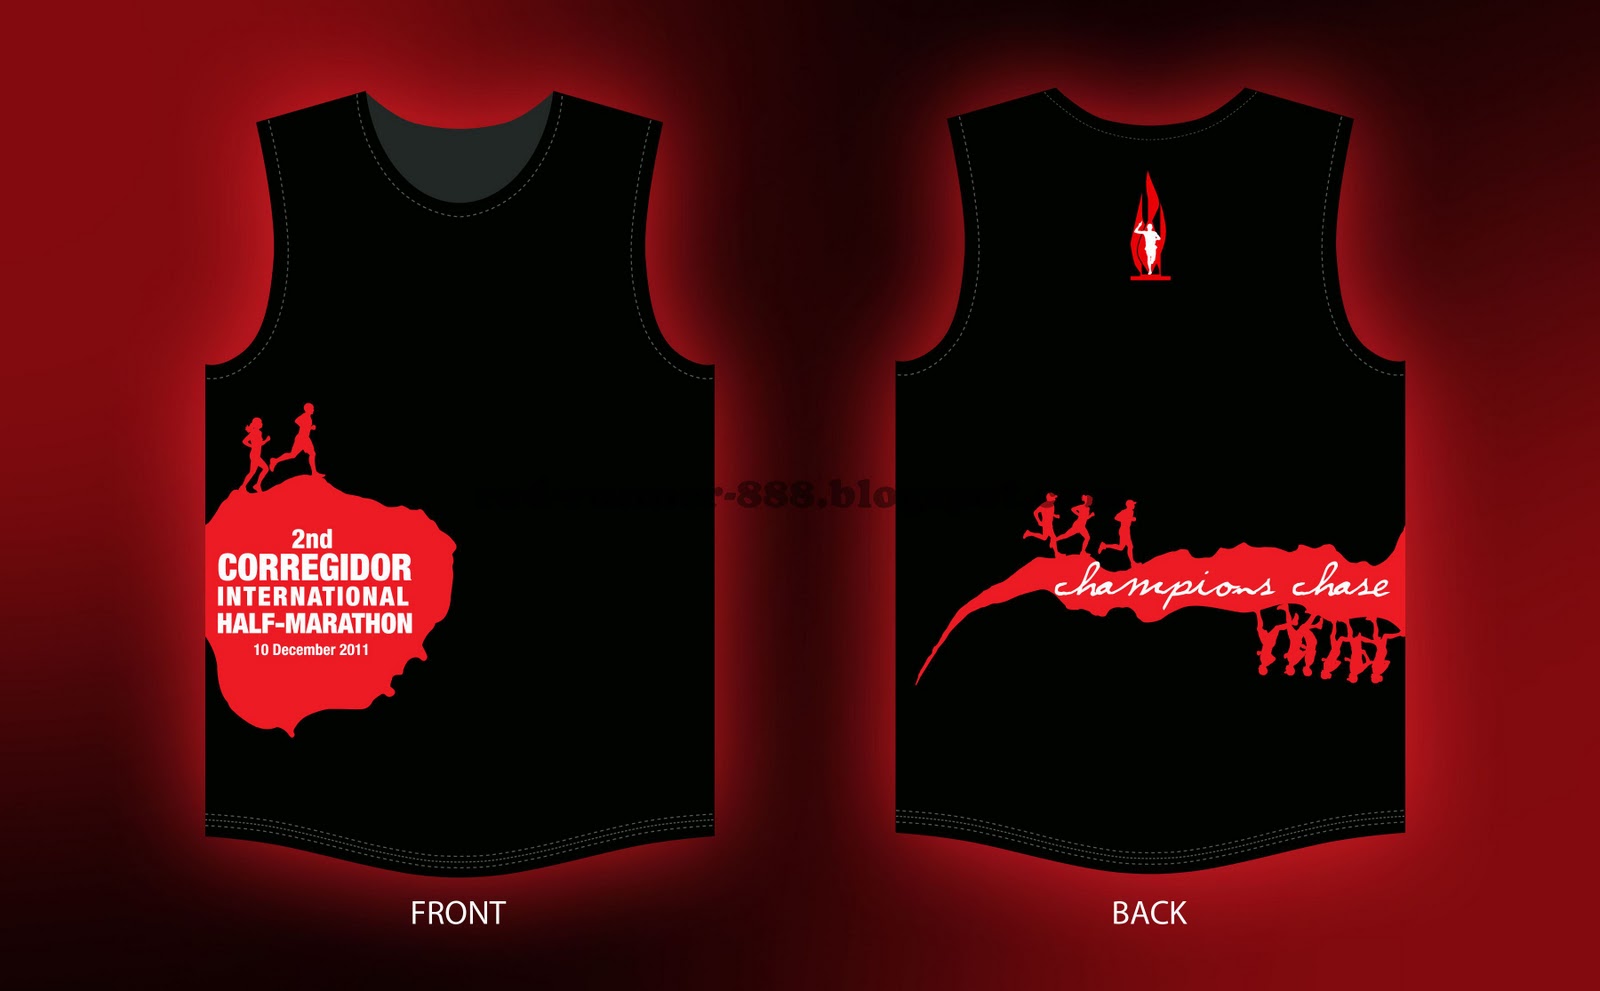 2nd
CORREGIDOR
INTERNATIONAL
HALF-MARATHON
10 December 2011
champions chase
FRONT
BACK